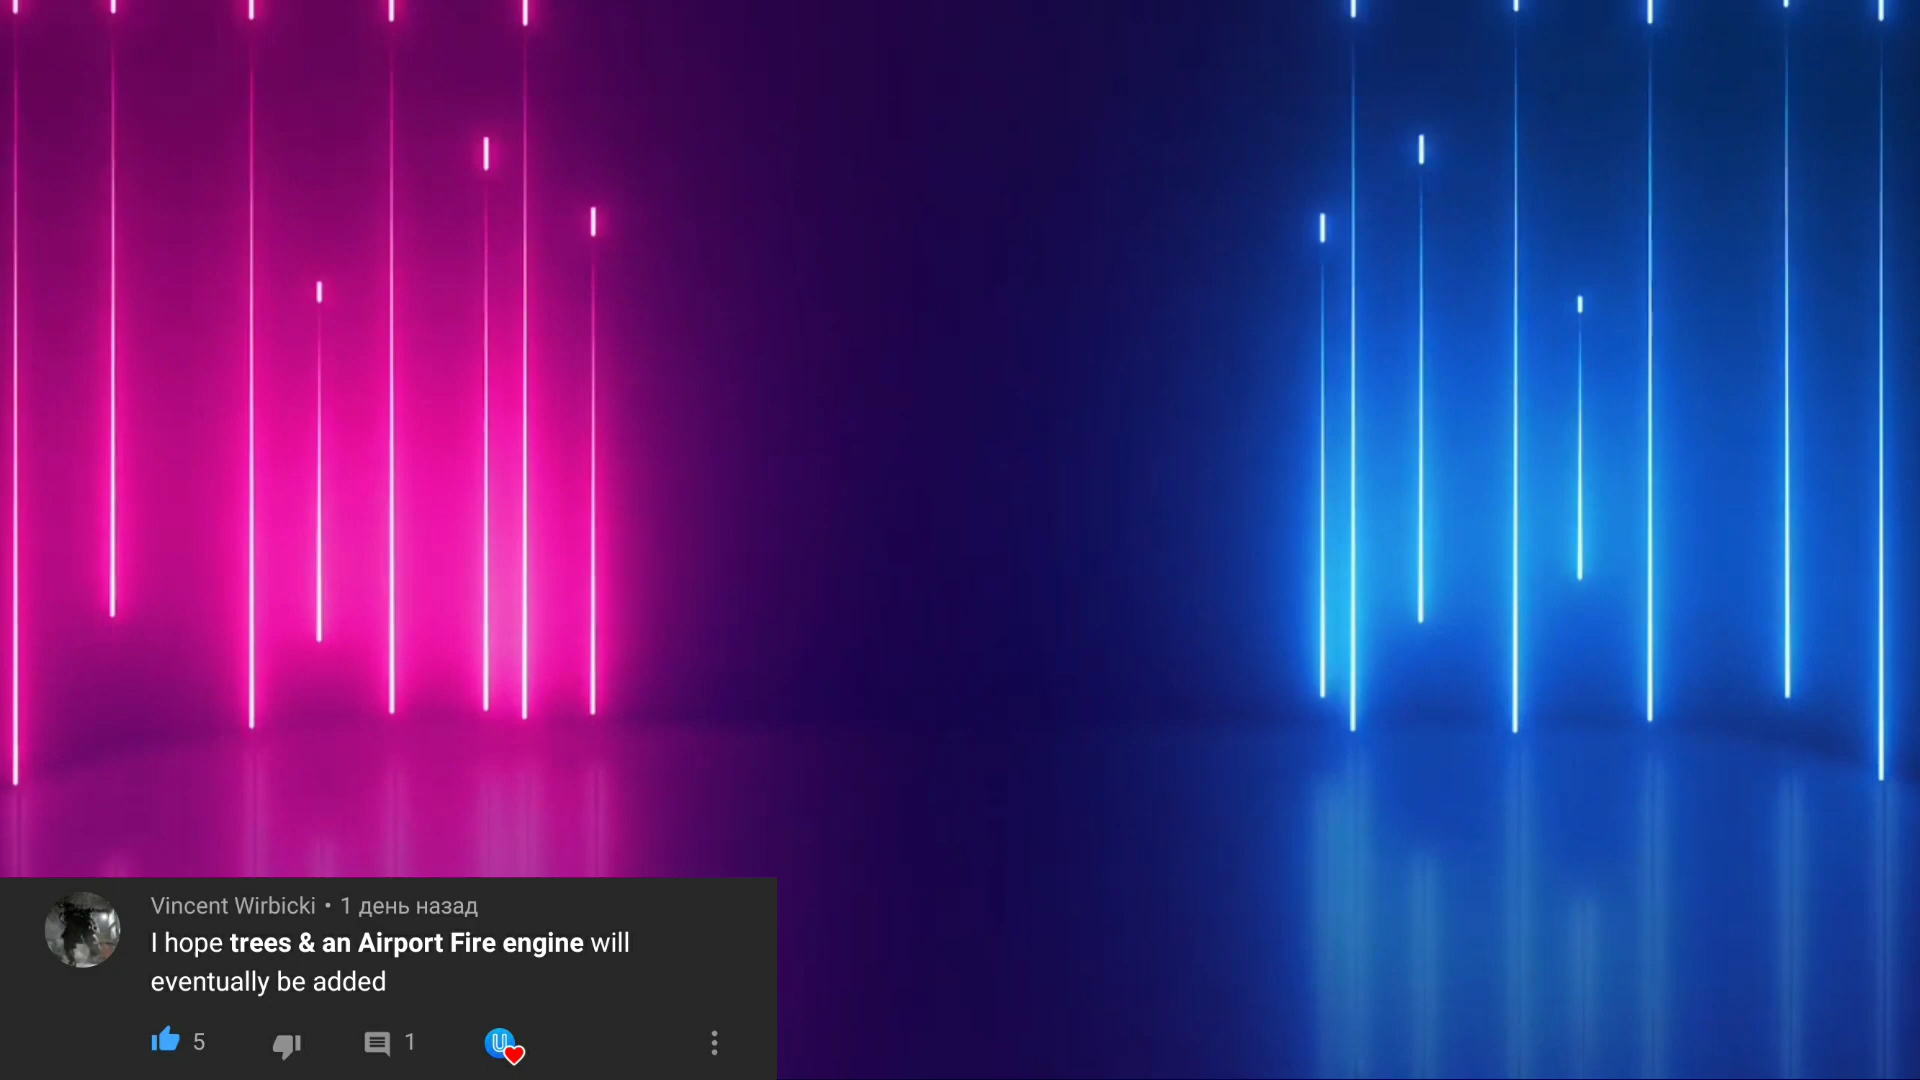 Vincent Wirbicki • 1 день назад
I hope trees & an Airport Fire engine will
eventually be added
5 1 U